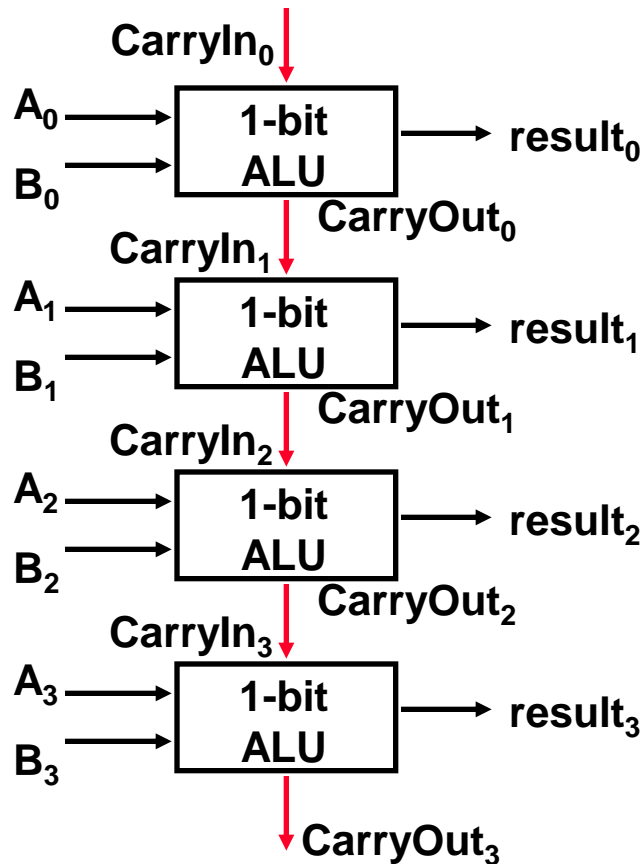 CarryIn₀
A₀
1-bit
ALU
result₀
B₀
CarryOut₀
CarryIn₁
A₁
1-bit
ALU
result₁
B₁
CarryOut₁
CarryIn₂
A₂
1-bit
ALU
result₂
B₂
CarryOut₂
CarryIn₃
A₃
1-bit
ALU
result₃
B₃
CarryOut₃